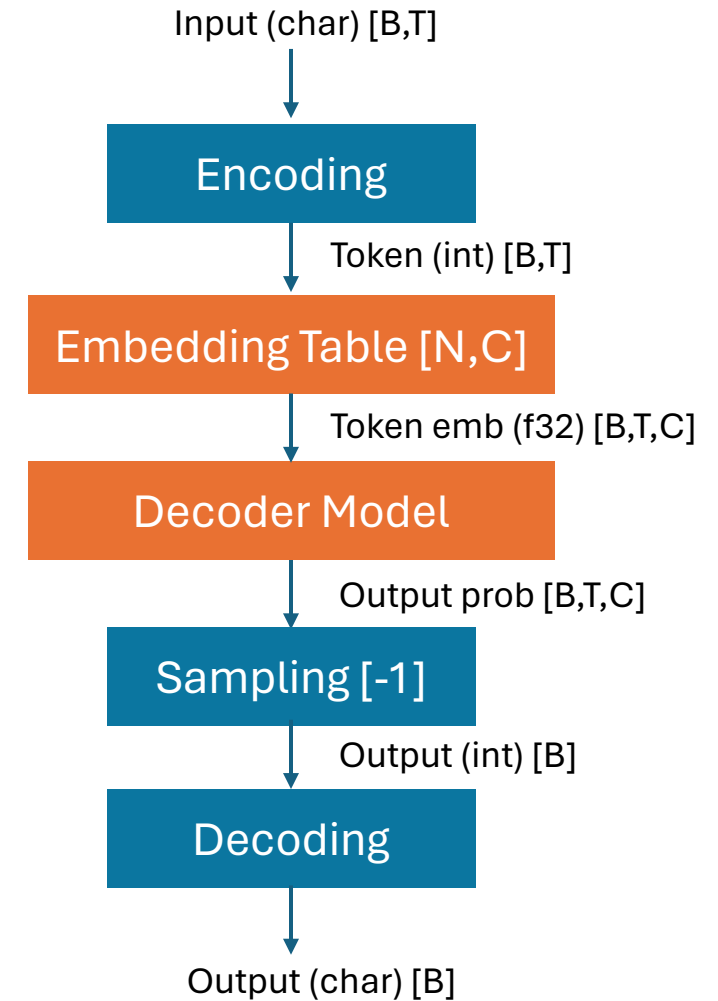 Input (char) [B,T]
Encoding
Token (int) [B,T]
Embedding Table [N,C]
Token emb (f32) [B,T,C]
Decoder Model
Output prob [B,T,C]
Sampling [-1]
Output (int) [B]
Decoding
Output (char) [B]